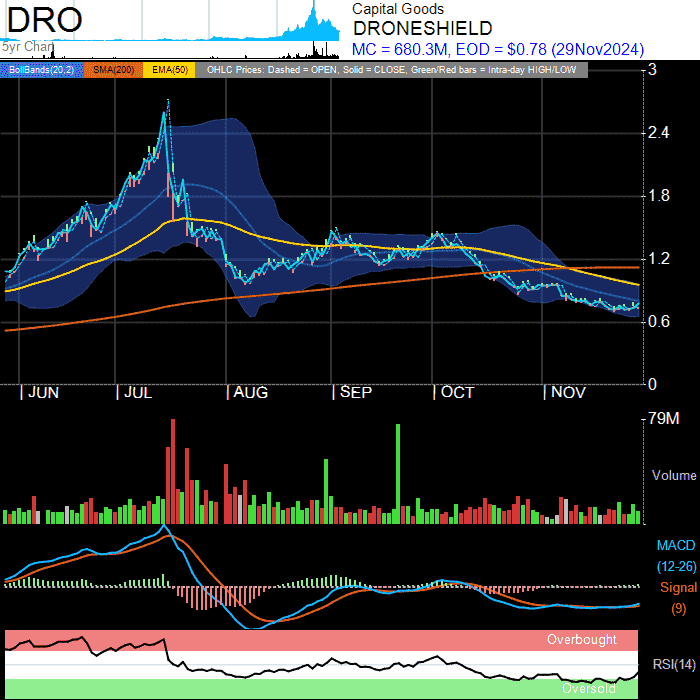 DRO
5yr Chart
Capital Goods
DRONESHIELD
MC = 680.3M, EOD = $0.78 (29Nov2024)
BollBands(20,2) SMA(200) EMA(50) OHLC Prices: Dashed = OPEN, Solid = CLOSE, Green/Red bars = Intra-day HIGH/LOW
3
2.4
1.8
1.2
0.6
0
JUN JUL AUG SEP OCT NOV
79M
Volume
MACD
(12-26)
Signal
(9)
Overbought
RSI(14)
Oversold